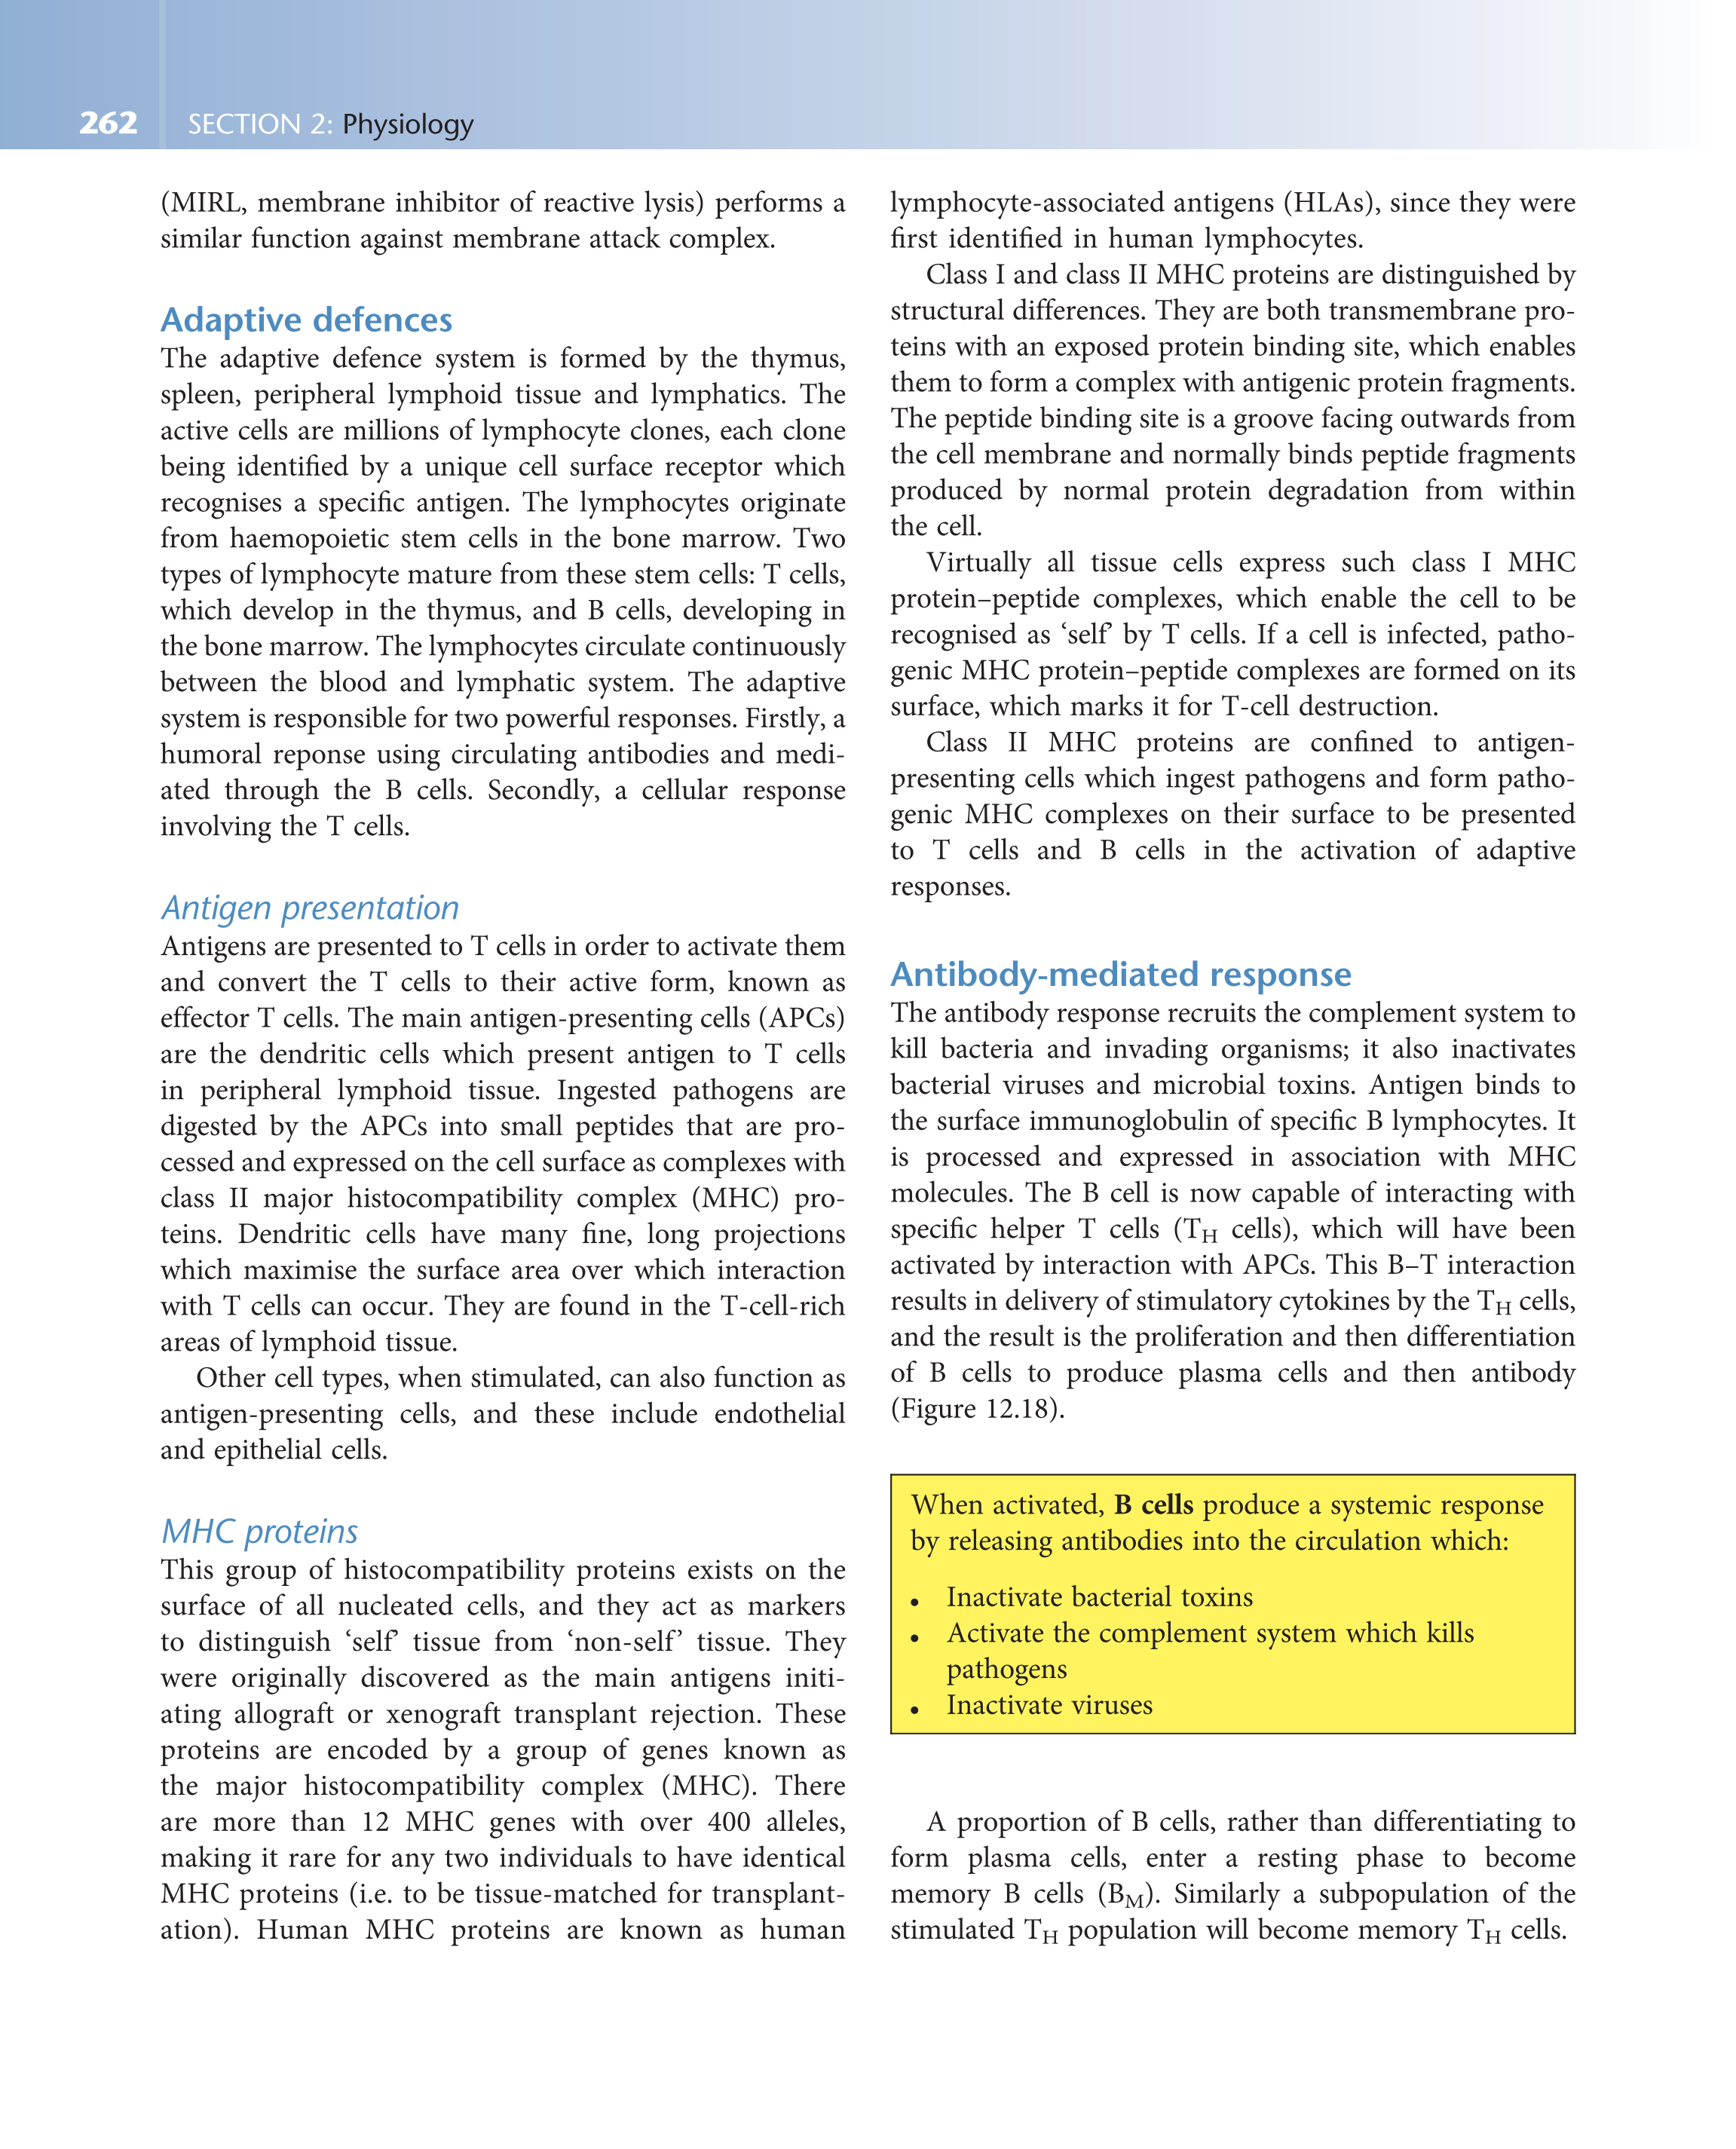 262 SECTION 2: Physiology
(MIRL, membrane inhibitor of reactive lysis) performs a
similar function against membrane attack complex.
Adaptive defences
The adaptive defence system is formed by the thymus,
spleen, peripheral lymphoid tissue and lymphatics. The
active cells are millions of lymphocyte clones, each clone
being identified by a unique cell surface receptor which
recognises a specific antigen. The lymphocytes originate
from haemopoietic stem cells in the bone marrow. Two
types of lymphocyte mature from these stem cells: T cells,
which develop in the thymus, and B cells, developing in
the bone marrow. The lymphocytes circulate continuously
between the blood and lymphatic system. The adaptive
system is responsible for two powerful responses. Firstly, a
humoral reponse using circulating antibodies and medi-
ated through the B cells. Secondly, a cellular response
involving the T cells.
Antigen presentation
Antigens are presented to T cells in order to activate them
and convert the T cells to their active form, known as
effector T cells. The main antigen-presenting cells (APCs)
are the dendritic cells which present antigen to T cells
in peripheral lymphoid tissue. Ingested pathogens are
digested by the APCs into small peptides that are pro-
cessed and expressed on the cell surface as complexes with
class II major histocompatibility complex (MHC) pro-
teins. Dendritic cells have many fine, long projections
which maximise the surface area over which interaction
with T cells can occur. They are found in the T-cell-rich
areas of lymphoid tissue.
Other cell types, when stimulated, can also function as
antigen-presenting cells, and these include endothelial
and epithelial cells.
MHC proteins
This group of histocompatibility proteins exists on the
surface of all nucleated cells, and they act as markers
to distinguish ‘self’ tissue from ‘non-self’ tissue. They
were originally discovered as the main antigens initi-
ating allograft or xenograft transplant rejection. These
proteins are encoded by a group of genes known as
the major histocompatibility complex (MHC). There
are more than 12 MHC genes with over 400 alleles,
making it rare for any two individuals to have identical
MHC proteins (i.e. to be tissue-matched for transplant-
ation). Human MHC proteins are known as human
lymphocyte-associated antigens (HLAs), since they were
first identified in human lymphocytes.
Class I and class II MHC proteins are distinguished by
structural differences. They are both transmembrane pro-
teins with an exposed protein binding site, which enables
them to form a complex with antigenic protein fragments.
The peptide binding site is a groove facing outwards from
the cell membrane and normally binds peptide fragments
produced by normal protein degradation from within
the cell.
Virtually all tissue cells express such class I MHC
protein–peptide complexes, which enable the cell to be
recognised as ‘self’ by T cells. If a cell is infected, patho-
genic MHC protein–peptide complexes are formed on its
surface, which marks it for T-cell destruction.
Class II MHC proteins are confined to antigen-
presenting cells which ingest pathogens and form patho-
genic MHC complexes on their surface to be presented
to T cells and B cells in the activation of adaptive
responses.
Antibody-mediated response
The antibody response recruits the complement system to
kill bacteria and invading organisms; it also inactivates
bacterial viruses and microbial toxins. Antigen binds to
the surface immunoglobulin of specific B lymphocytes. It
is processed and expressed in association with MHC
molecules. The B cell is now capable of interacting with
specific helper T cells (TH cells), which will have been
activated by interaction with APCs. This B–T interaction
results in delivery of stimulatory cytokines by the TH cells,
and the result is the proliferation and then differentiation
of B cells to produce plasma cells and then antibody
(Figure 12.18).
When activated, B cells produce a systemic response
by releasing antibodies into the circulation which:
• Inactivate bacterial toxins
• Activate the complement system which kills
pathogens
• Inactivate viruses
A proportion of B cells, rather than differentiating to
form plasma cells, enter a resting phase to become
memory B cells (BM). Similarly a subpopulation of the
stimulated TH population will become memory TH cells.